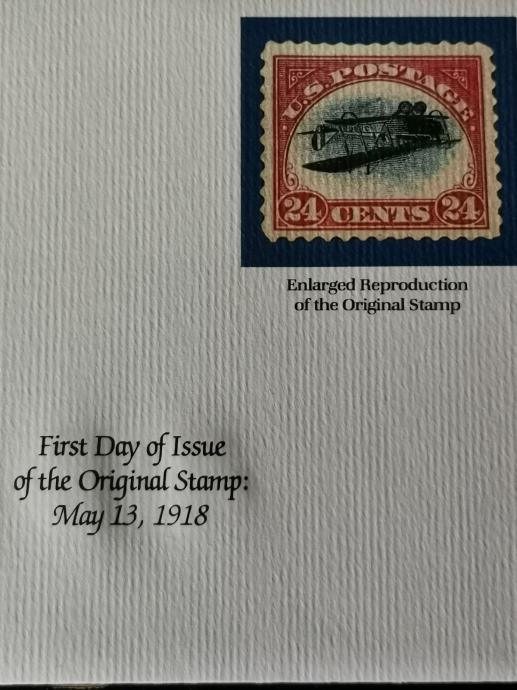 U.S. POSTAGE
24 CENTS 24
Enlarged Reproduction
of the Original Stamp
First Day of Issue
of the Original Stamp:
May 13, 1918